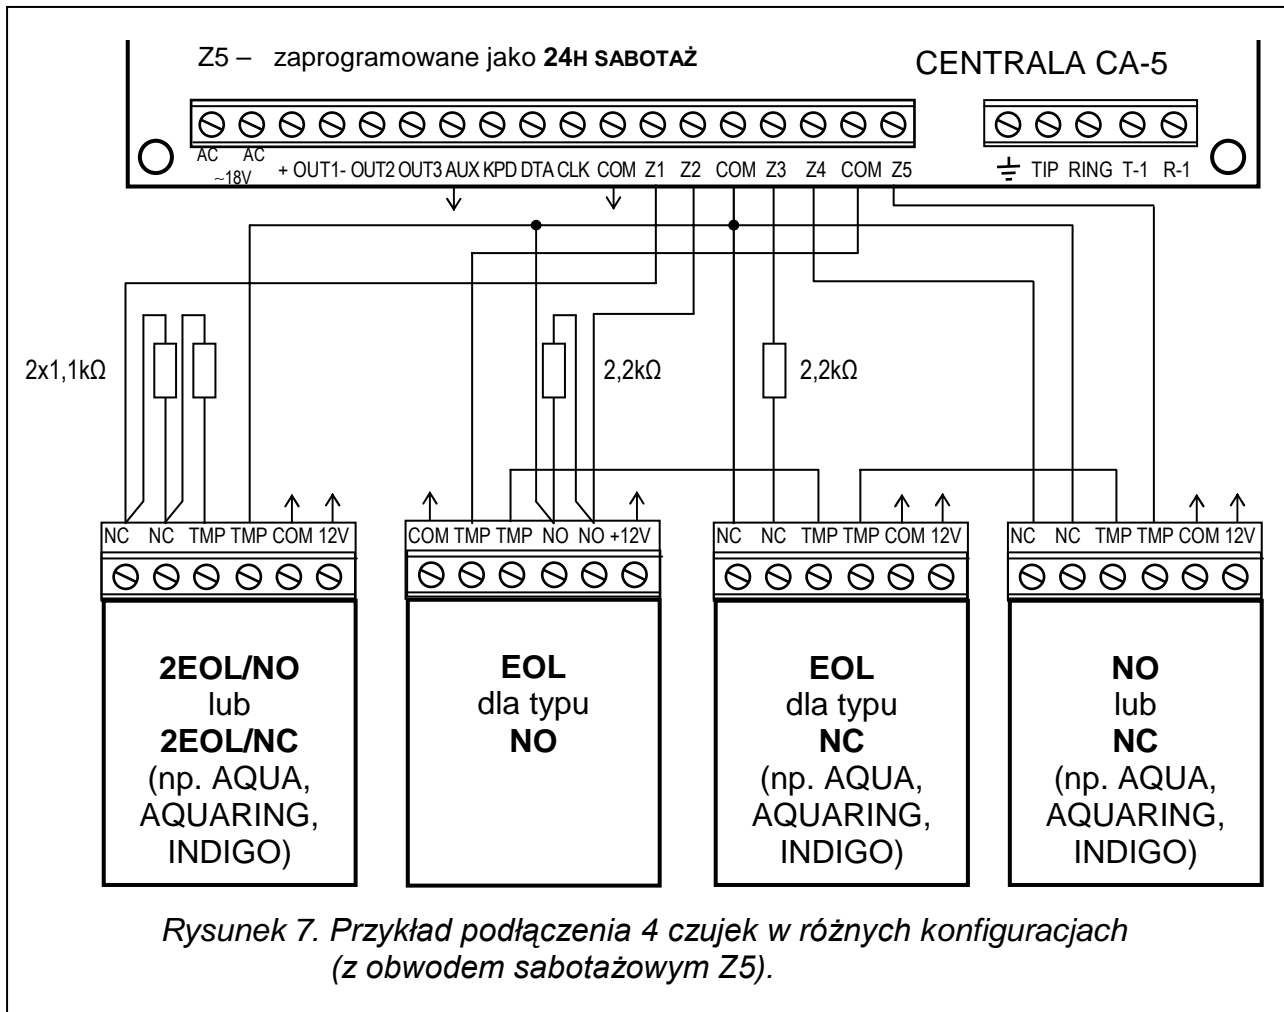 Z5 – zaprogramowane jako 24H SABOTAŻ
CENTRALA CA-5
AC AC
~18V
+ OUT1- OUT2 OUT3 AUX KPD DTA CLK COM Z1 Z2 COM Z3 Z4 COM Z5
TIP RING T-1 R-1
2x1,1kΩ
2,2kΩ
2,2kΩ
NC NC TMP TMP COM 12V
COM TMP TMP NO NO +12V
NC NC TMP TMP COM 12V
NC NC TMP TMP COM 12V
2EOL/NO
lub
2EOL/NC
(np. AQUA,
AQUARING,
INDIGO)
EOL
dla typu
NO
EOL
dla typu
NC
(np. AQUA,
AQUARING,
INDIGO)
NO
lub
NC
(np. AQUA,
AQUARING,
INDIGO)
Rysunek 7. Przykład podłączenia 4 czujek w różnych konfiguracjach
(z obwodem sabotażowym Z5).